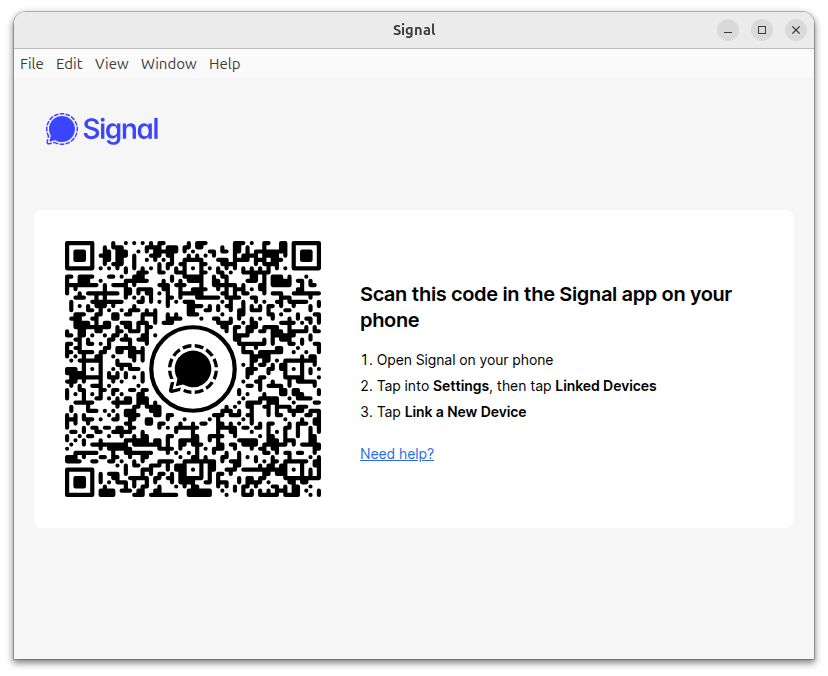 Signal
File Edit View Window Help
Signal
Scan this code in the Signal app on your
phone
1. Open Signal on your phone
2. Tap into Settings, then tap Linked Devices
3. Tap Link a New Device
Need help?